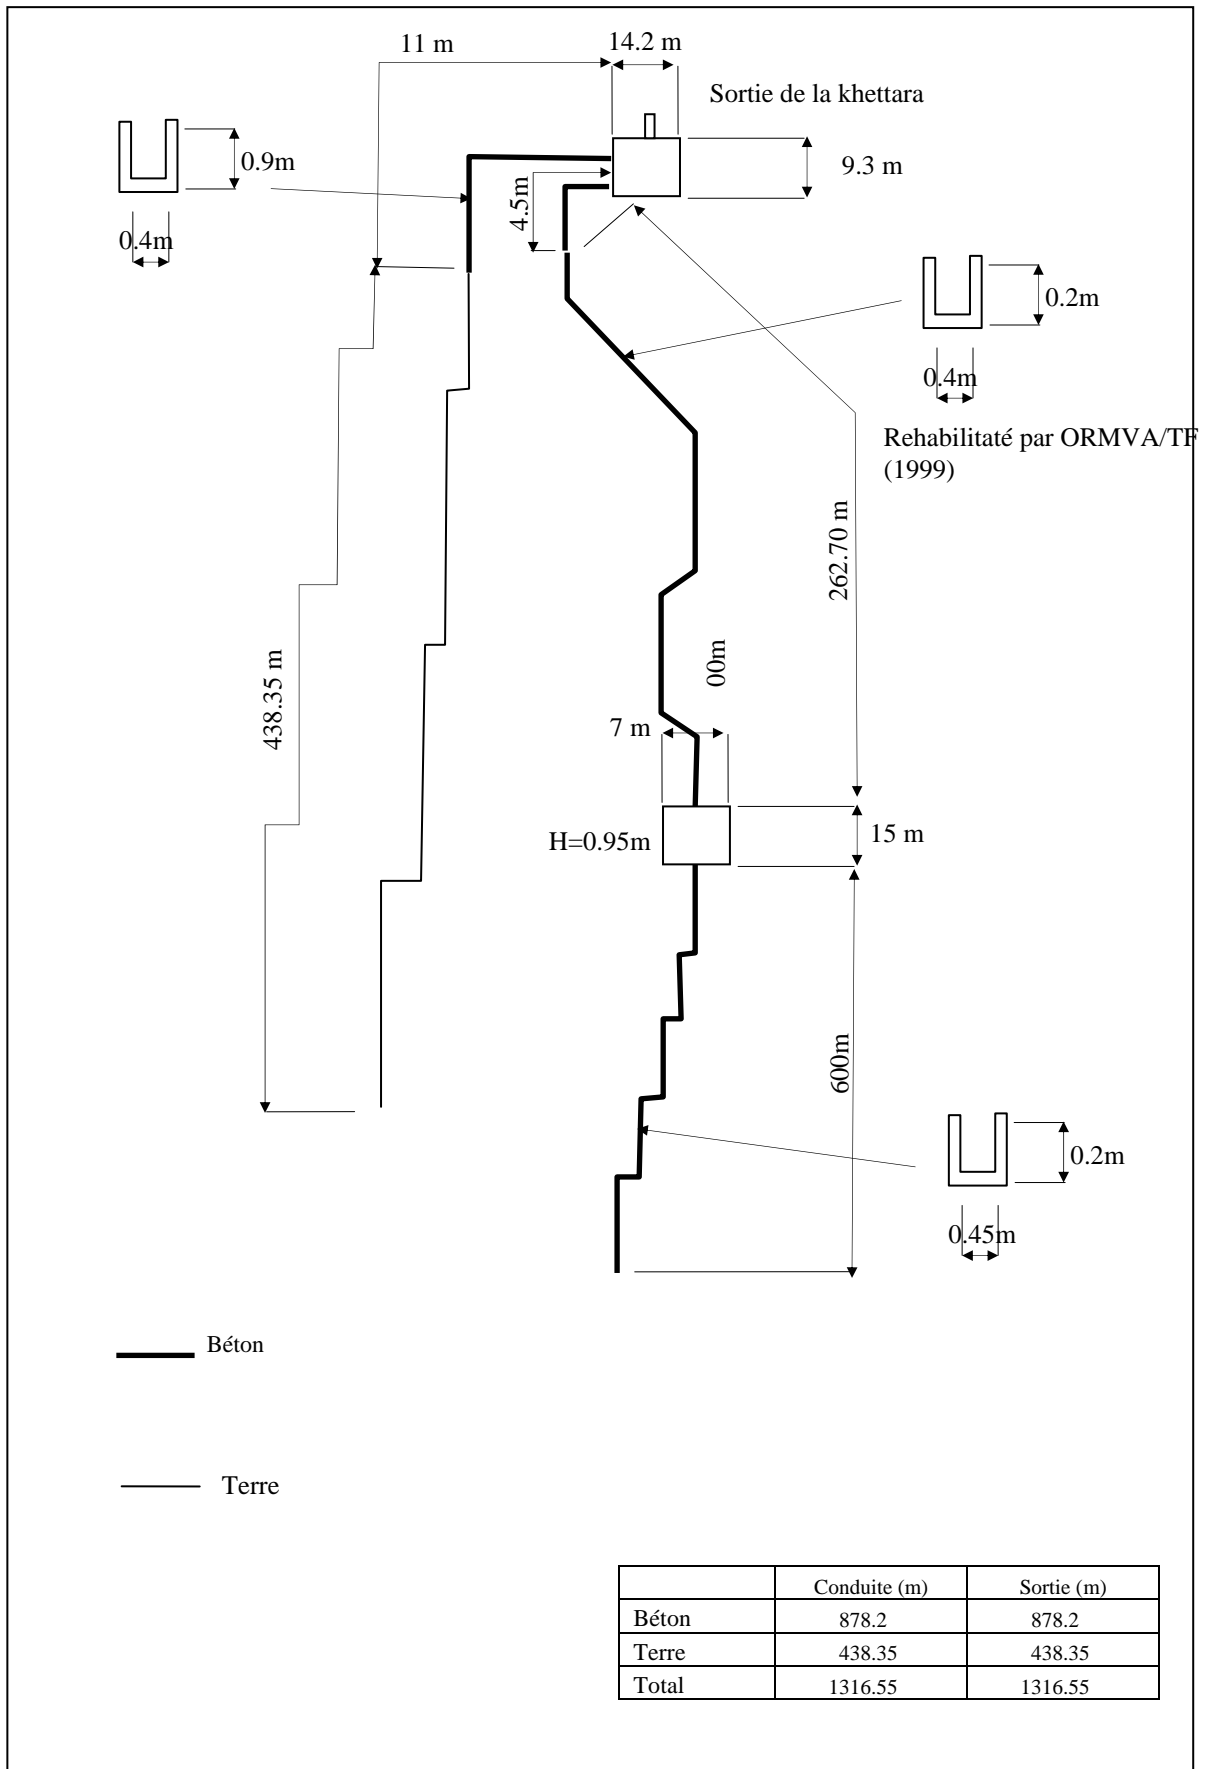 11 m
14.2 m
Sortie de la khettara
0.9m
9.3 m
4.5m
0.4m
0.2m
0.4m
Rehabilitaté par ORMVA/TF
(1999)
262.70 m
00m
438.35 m
7 m
H=0.95m
15 m
600m
0.2m
0.45m
Béton
Terre
Conduite (m) Sortie (m)
Béton 878.2 878.2
Terre 438.35 438.35
Total 1316.55 1316.55